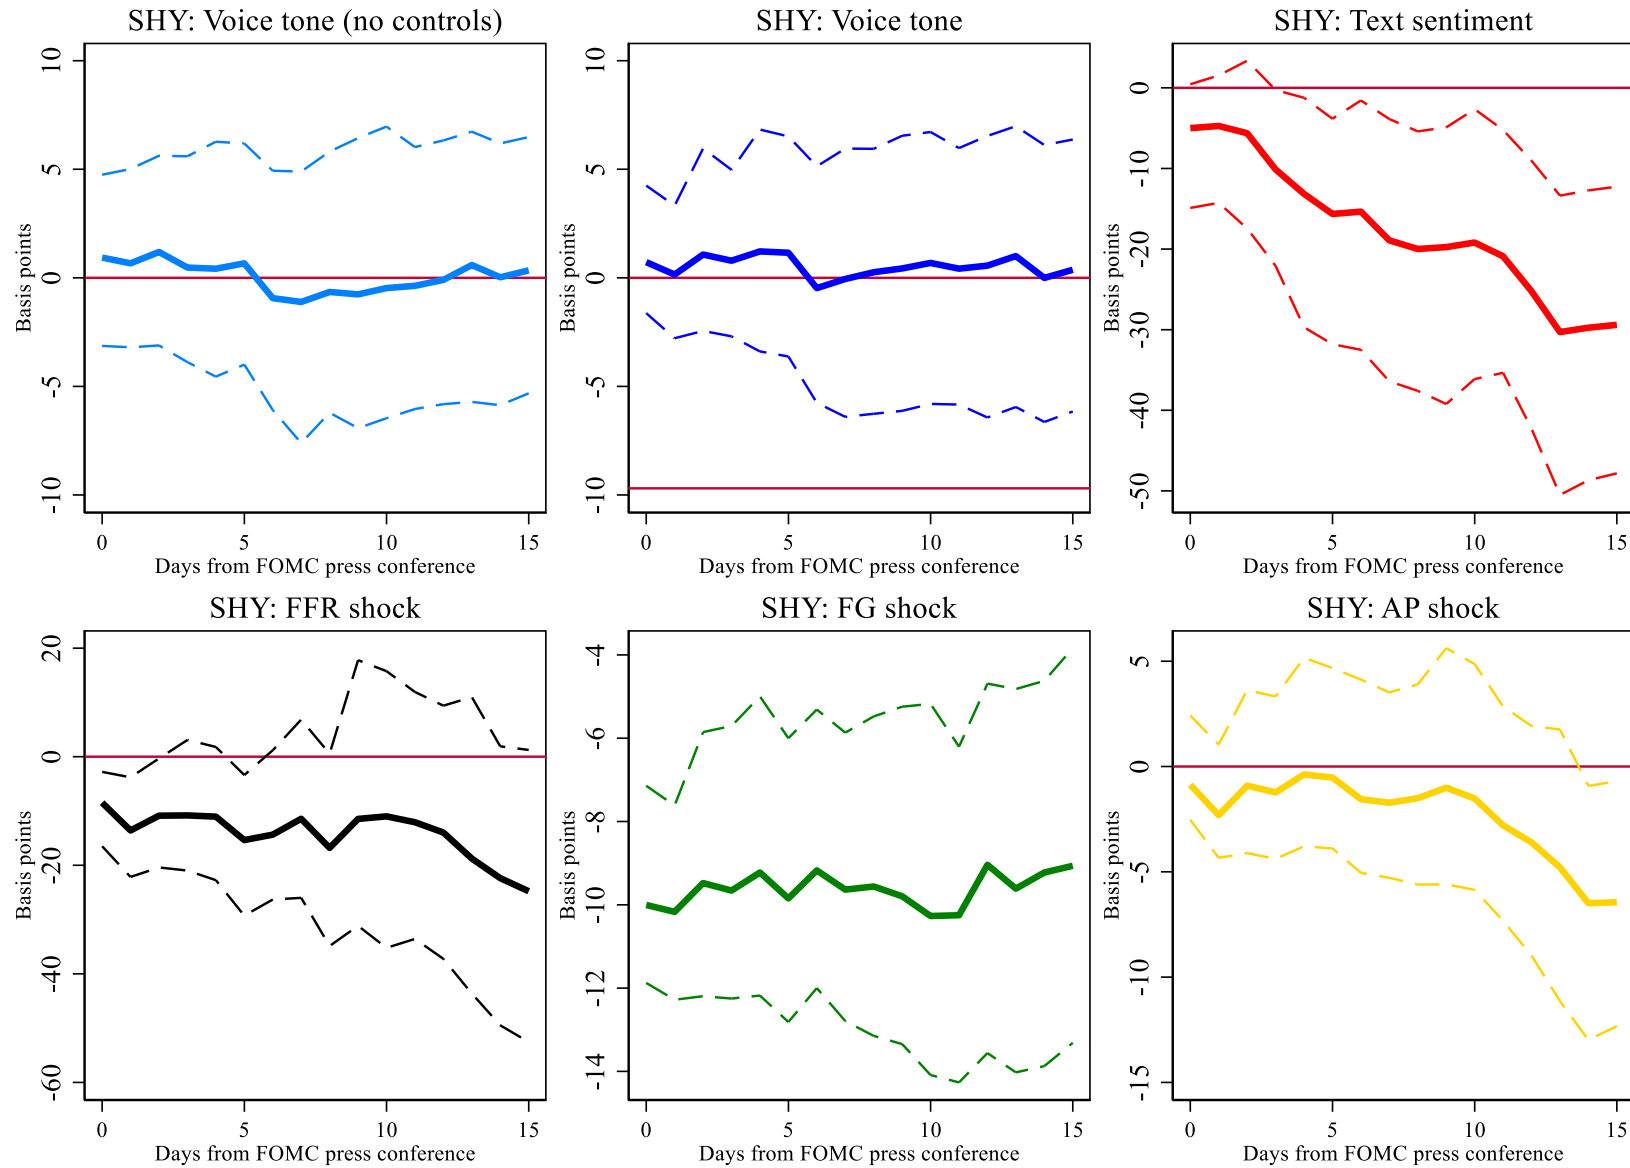 SHY: Voice tone (no controls)
Basis points
10
5
0
-5
-10
0 5 10 15
Days from FOMC press conference
SHY: Voice tone
Basis points
10
5
0
-5
-10
0 5 10 15
Days from FOMC press conference
SHY: Text sentiment
Basis points
0
-10
-20
-30
-40
-50
0 5 10 15
Days from FOMC press conference
SHY: FFR shock
Basis points
20
0
-20
-40
-60
0 5 10 15
Days from FOMC press conference
SHY: FG shock
Basis points
-4
-6
-8
-10
-12
-14
0 5 10 15
Days from FOMC press conference
SHY: AP shock
Basis points
5
0
-5
-10
-15
0 5 10 15
Days from FOMC press conference